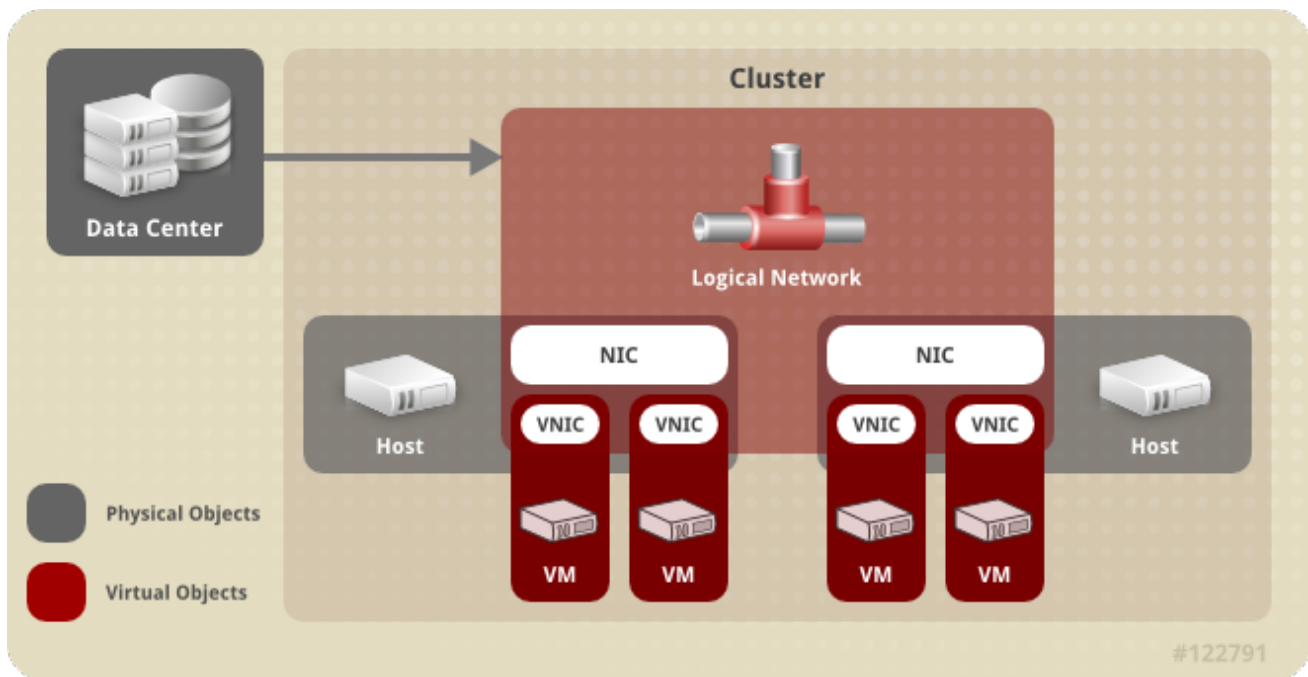 Cluster
Data Center
Logical Network
NIC
NIC
VNIC
VNIC
VNIC
VNIC
Host
Host
VM
VM
VM
VM
Physical Objects
Virtual Objects
#122791